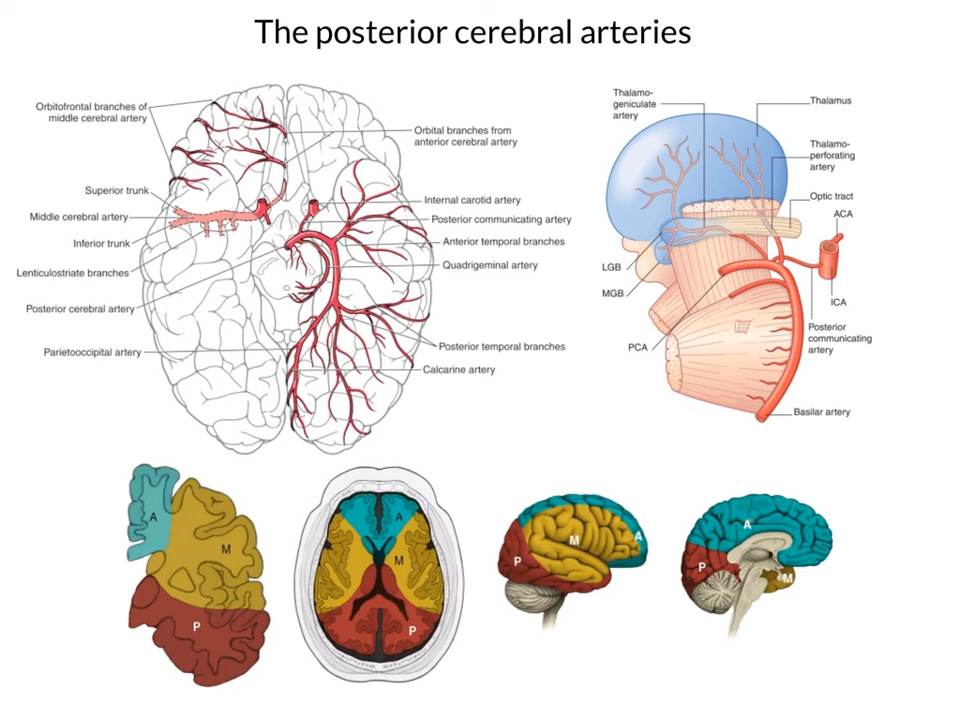 The posterior cerebral arteries
Orbitofrontal branches of
middle cerebral artery
Superior trunk
Middle cerebral artery
Inferior trunk
Lenticulostriate branches
Posterior cerebral artery
Parietooccipital artery
Orbital branches from
anterior cerebral artery
Internal carotid artery
Posterior communicating artery
Anterior temporal branches
Quadrigeminal artery
Posterior temporal branches
Calcarine artery
Thalamo-
geniculate
artery
Thalamus
Thalamo-
perforating
artery
Optic tract
ACA
LGB
MGB
ICA
PCA
Posterior
communicating
artery
Basilar artery
A
M
P
A
M
P
A
M
P
A
P
M